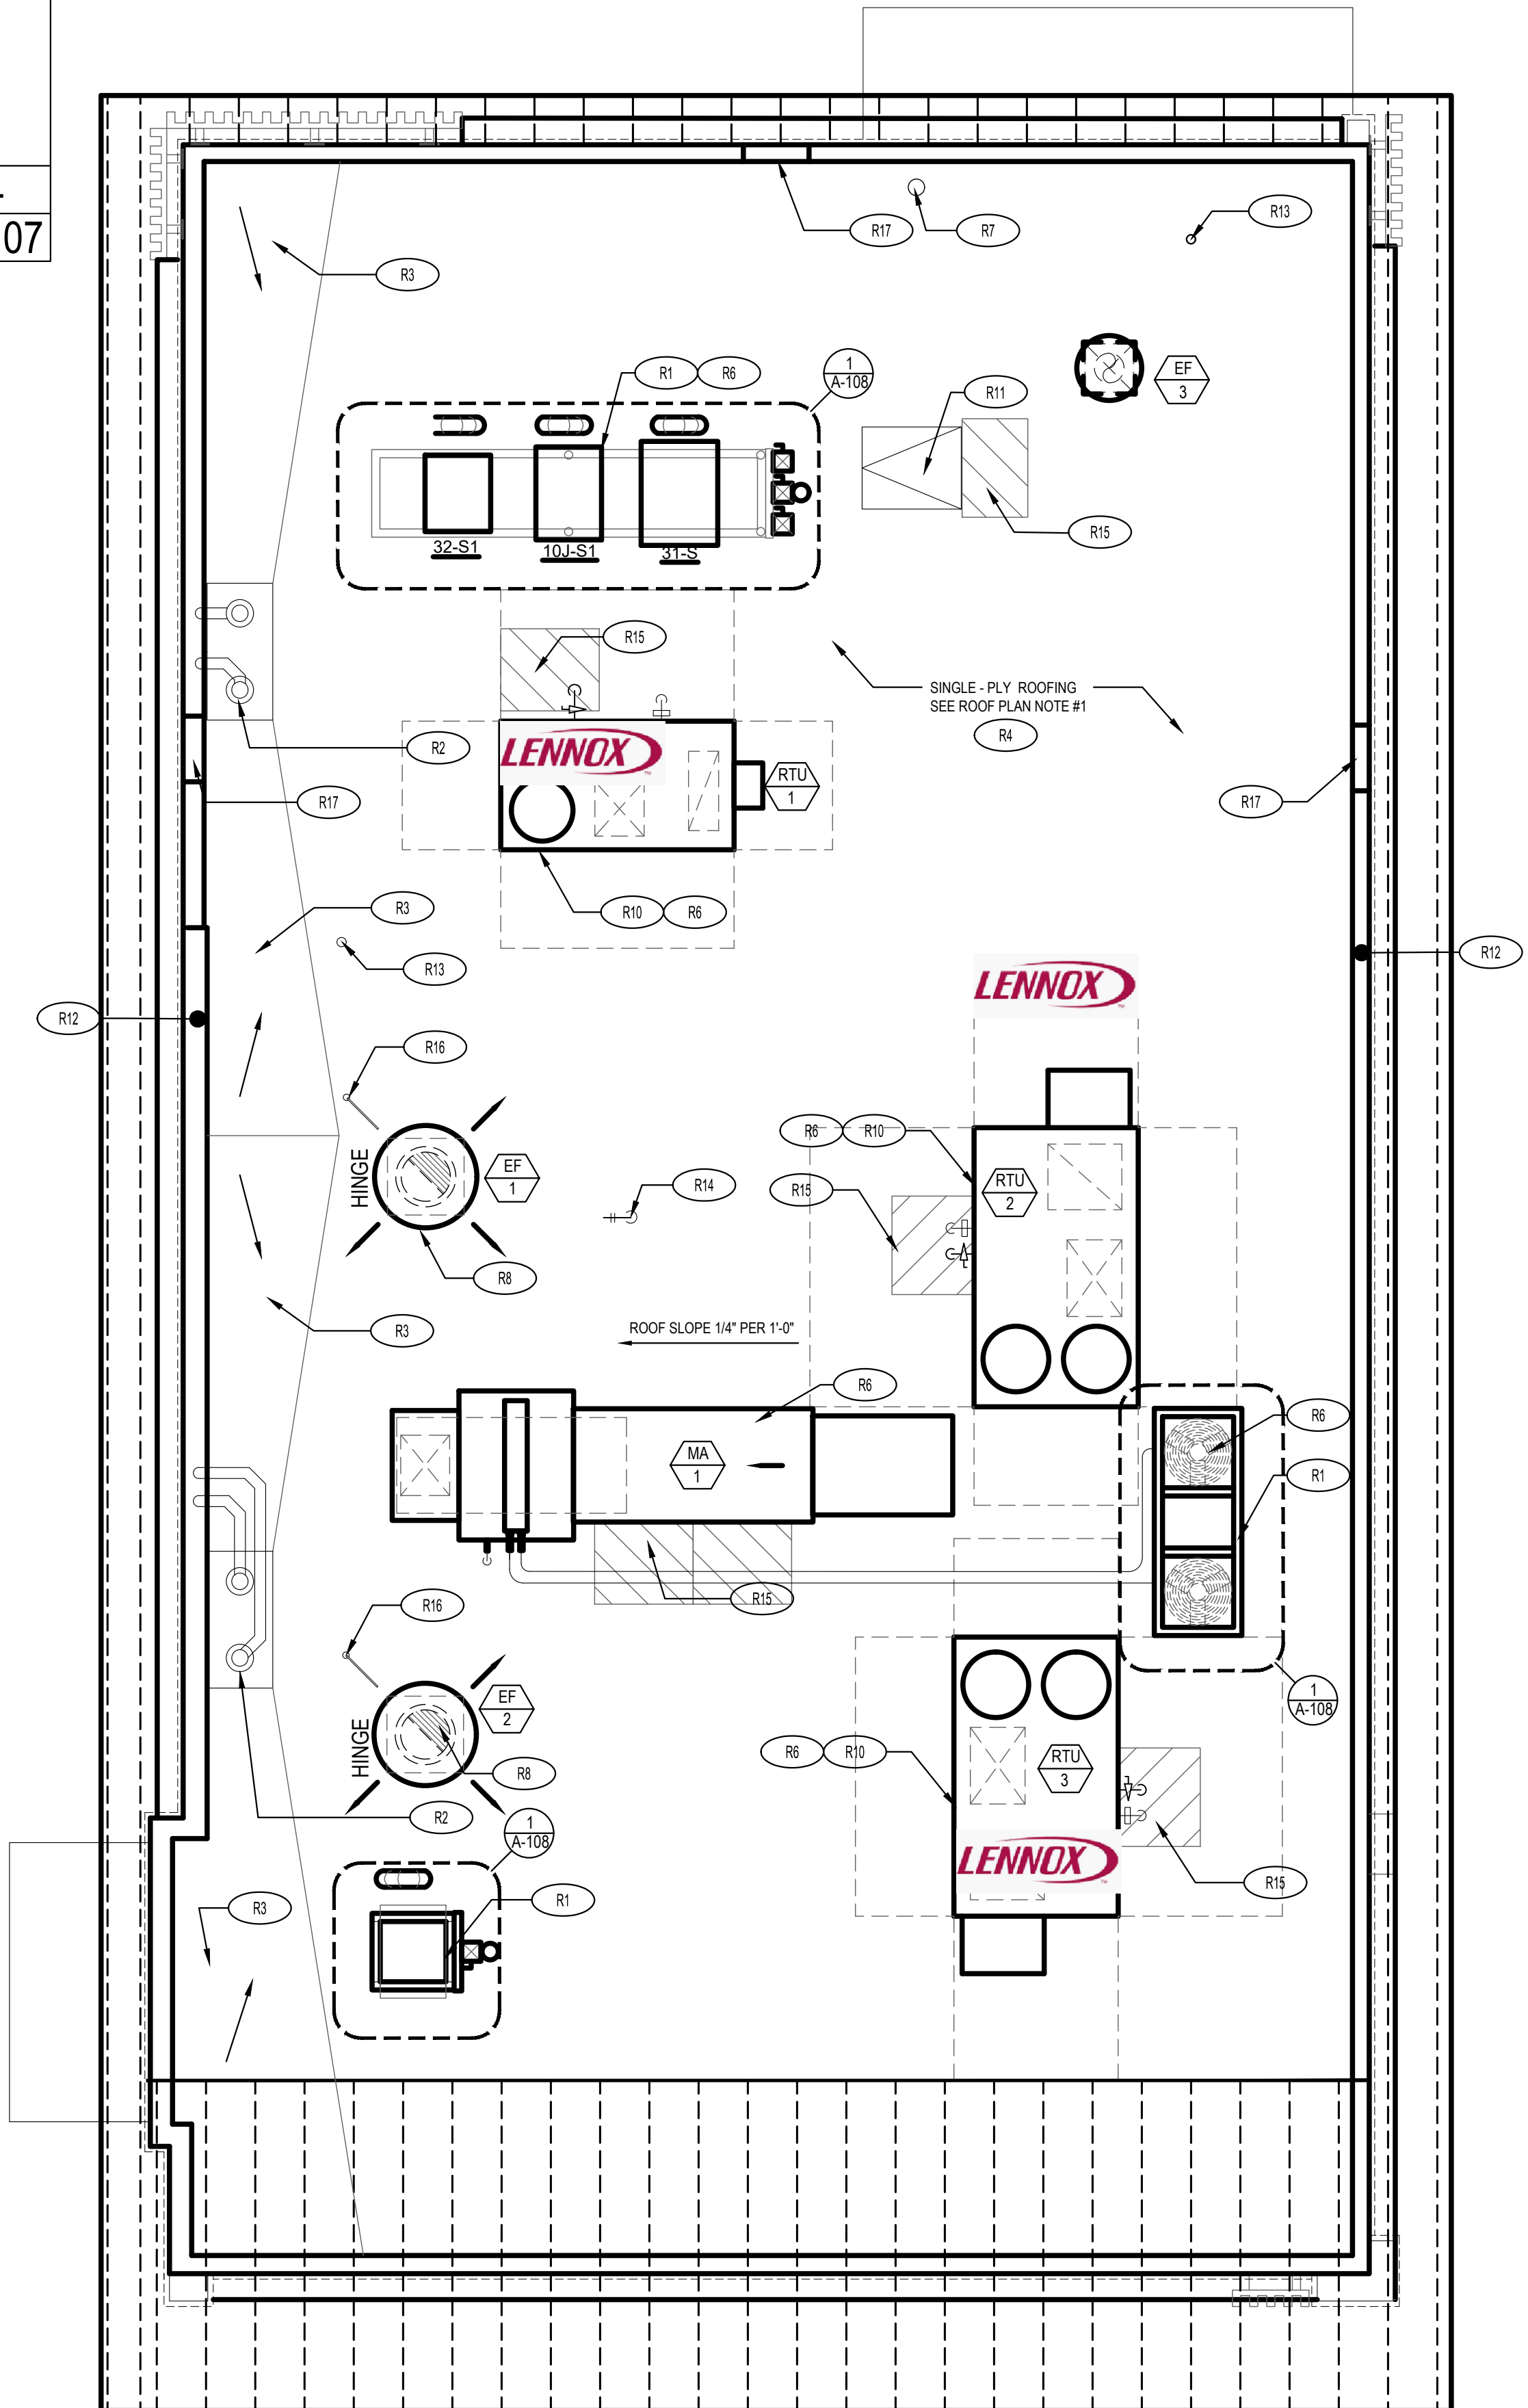 07
R17
R7
R13
R3
R1
R6
1
A-108
R11
EF
3
R15
32-S1
10J-S1
31-S
R15
SINGLE - PLY ROOFING
SEE ROOF PLAN NOTE #1
R4
R2
LENNOX
TM
RTU
1
R17
R17
R3
R10
R6
R13
R12
LENNOX
TM
R12
R16
R6
R10
HINGE
EF
1
R14
R15
RTU
2
R8
R3
ROOF SLOPE 1/4" PER 1'-0"
R6
R6
MA
1
R1
R16
R15
EF
2
1
A-108
HINGE
R8
R6
R10
RTU
3
R2
1
A-108
LENNOX
TM
R3
R1
R15